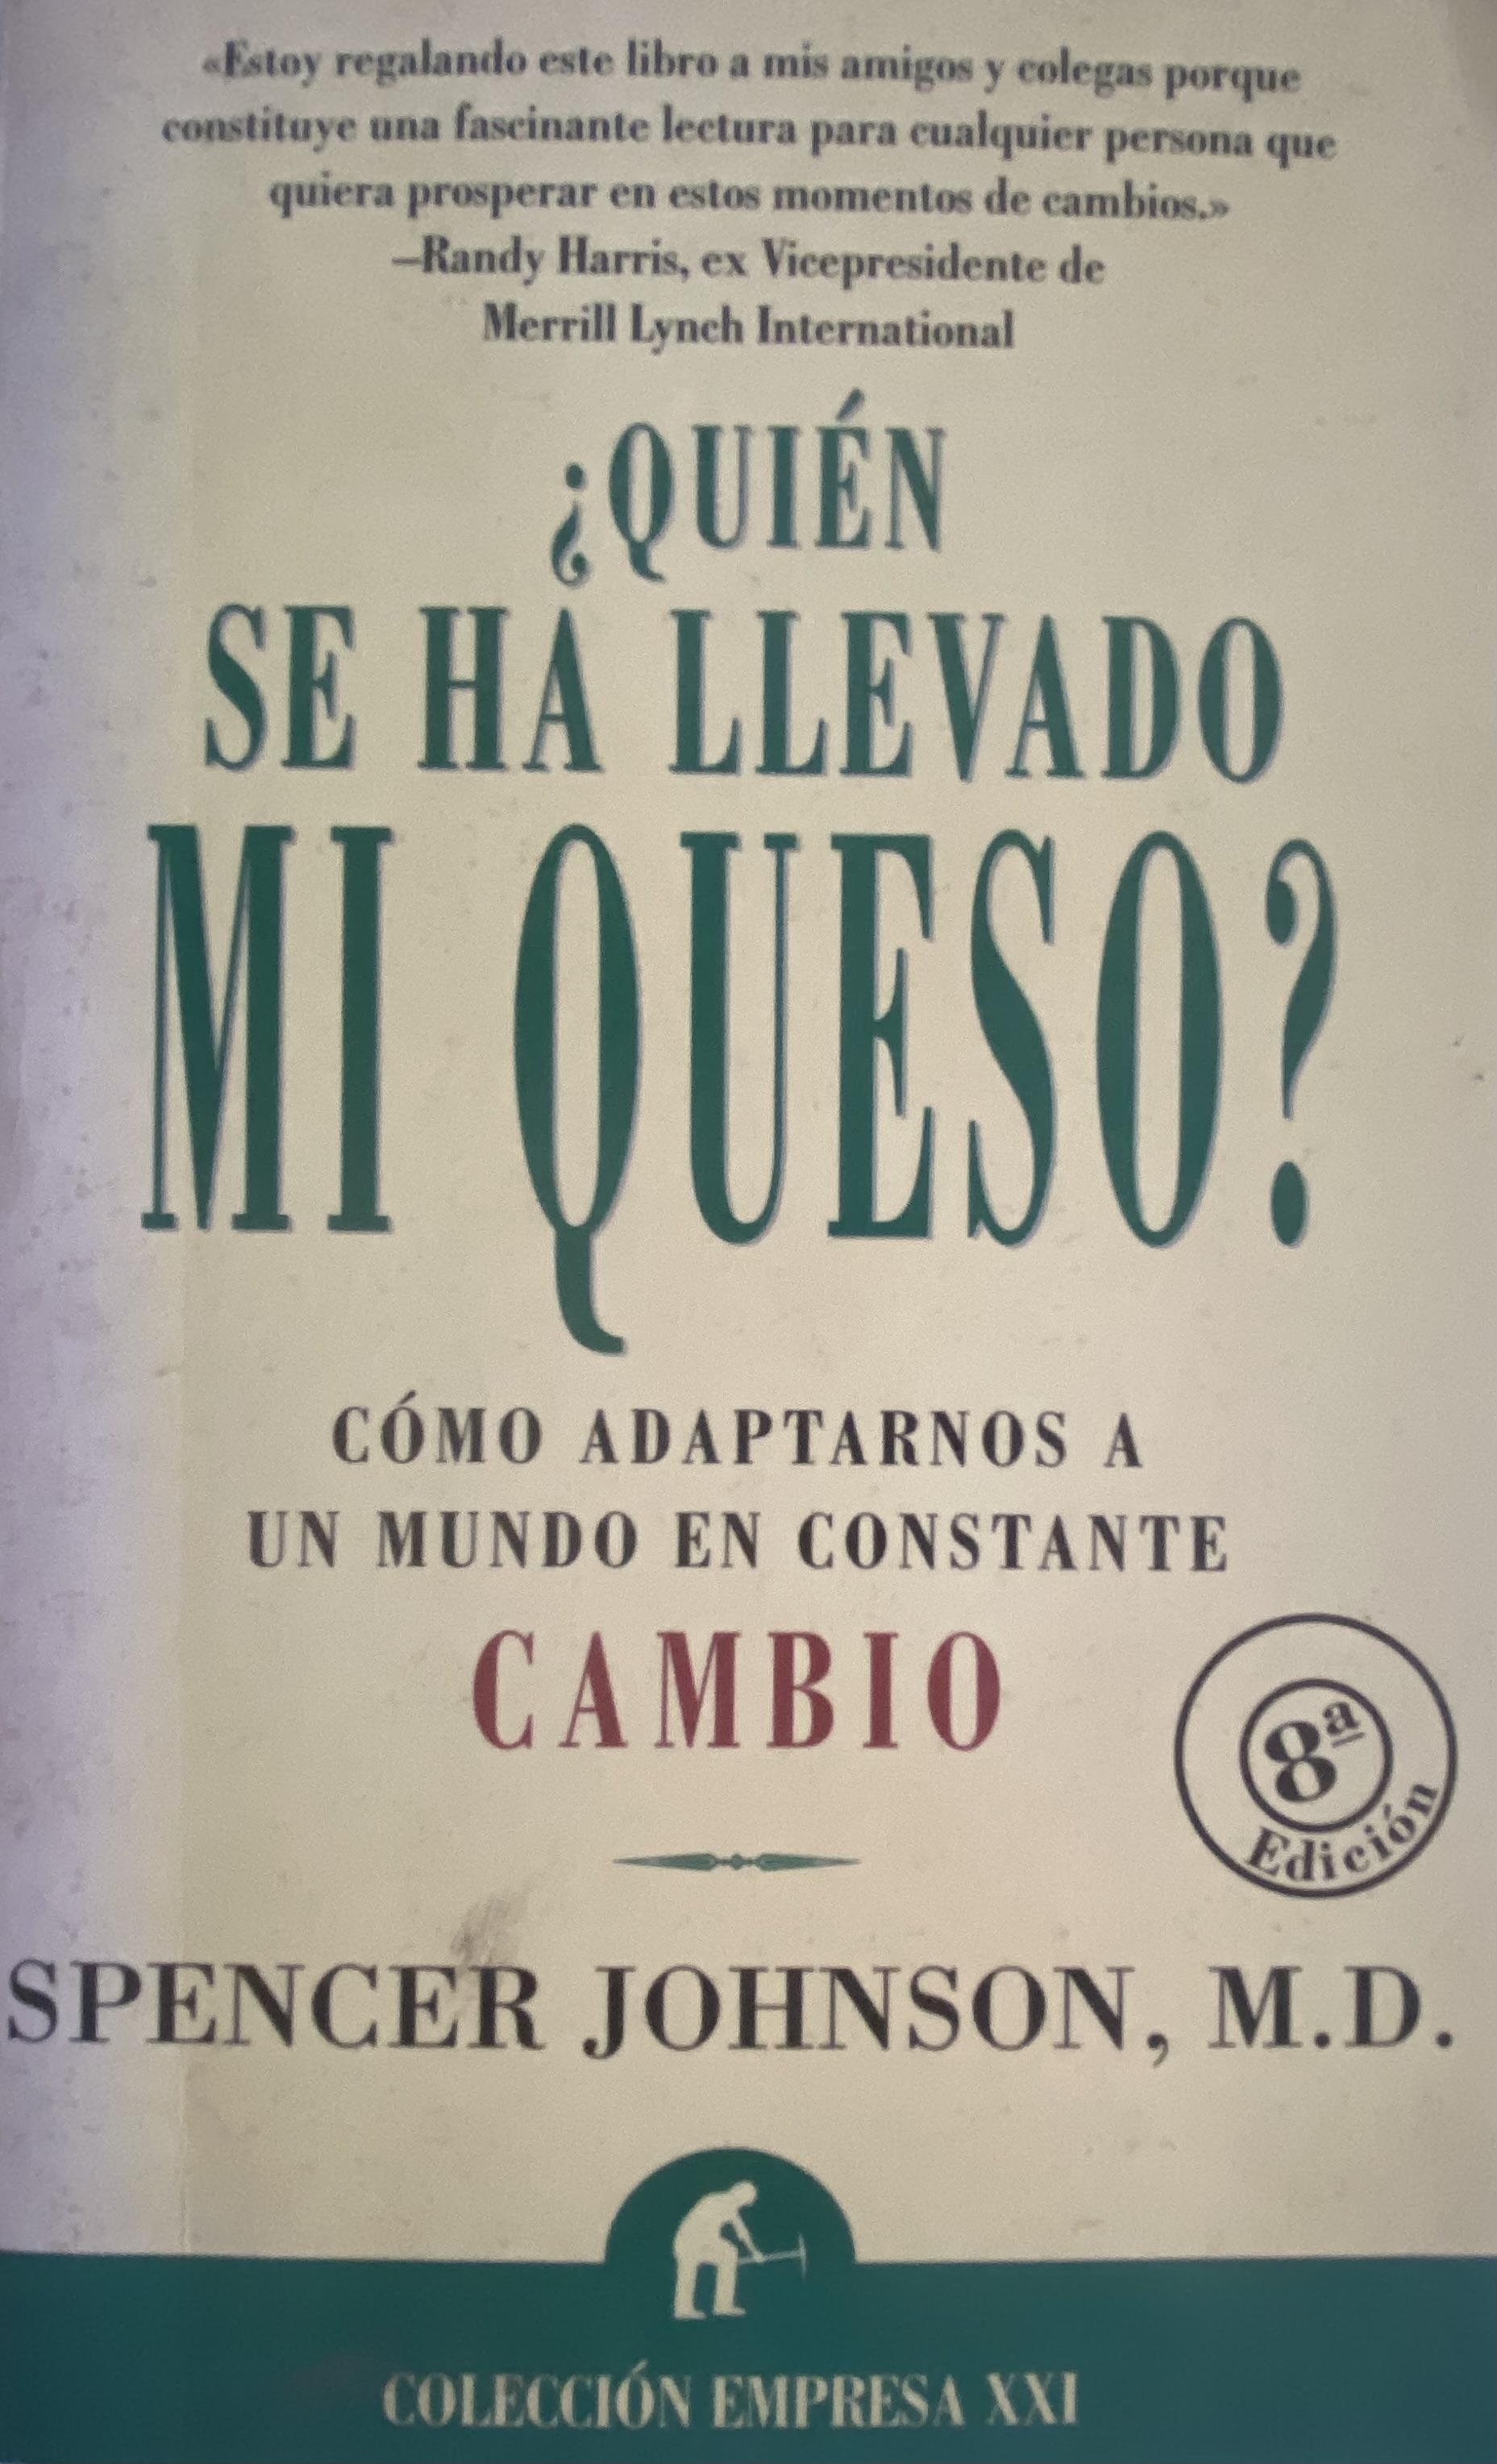 «Estoy regalando este libro a mis amigos y colegas porque
constituye una fascinante lectura para cualquier persona que
quiera prosperar en estos momentos de cambios.»
–Randy Harris, ex Vicepresidente de
Merrill Lynch International
¿QUIÉN
SE HA LLEVADO
MI QUESO?
CÓMO ADAPTARNOS A
UN MUNDO EN CONSTANTE
CAMBIO
8ª
Edición
SPENCER JOHNSON, M.D.
COLECCIÓN EMPRESA XXI